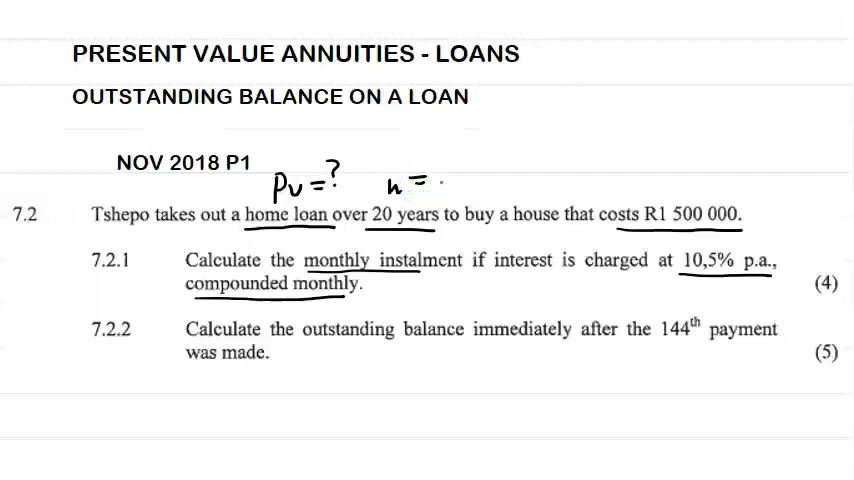 PRESENT VALUE ANNUITIES - LOANS
OUTSTANDING BALANCE ON A LOAN
NOV 2018 P1
Pv = ? n =
7.2 Tshepo takes out a home loan over 20 years to buy a house that costs R1 500 000.
7.2.1 Calculate the monthly instalment if interest is charged at 10,5% p.a.,
compounded monthly. (4)
7.2.2 Calculate the outstanding balance immediately after the 144th payment
was made. (5)